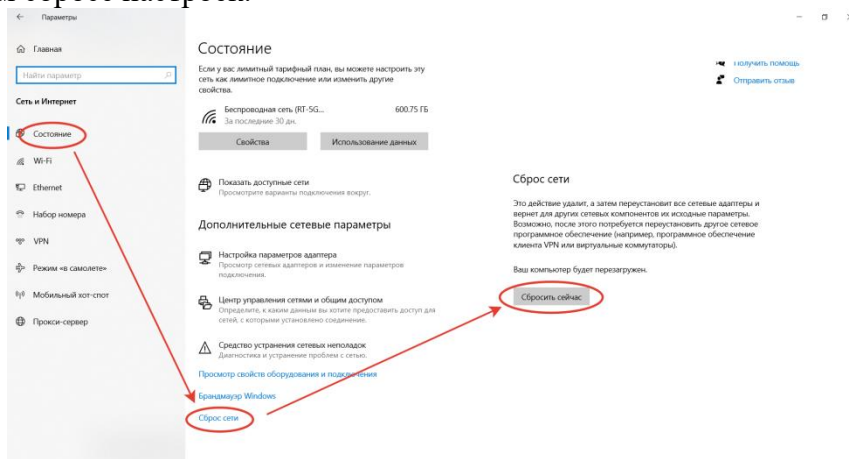 Параметры
Главная
Найти параметр
Сеть и Интернет
Состояние
Wi-Fi
Ethernet
Набор номера
VPN
Режим «в самолете»
Мобильный хот-спот
Прокси-сервер
Состояние
Если у вас лимитный тарифный план, вы можете настроить эту
сеть как лимитное подключение или изменить другие
свойства.
Беспроводная сеть (RT-5G... 600.75 ГБ
За последние 30 дн.
Свойства Использование данных
Показать доступные сети
Просмотрите варианты подключения вокруг.
Дополнительные сетевые параметры
Настройка параметров адаптера
Просмотр сетевых адаптеров и изменение параметров
подключения.
Центр управления сетями и общим доступом
Определите, к каким данным вы хотите предоставить доступ для
сетей, с которыми установлено соединение.
Средство устранения сетевых неполадок
Диагностика и устранение проблем с сетью.
Просмотр свойств оборудования и подключения
Брандмауэр Windows
Сброс сети
Получить помощь
Отправить отзыв
Сброс сети
Это действие удалит, а затем переустановит все сетевые адаптеры и
вернет для других сетевых компонентов их исходные параметры.
Возможно, после этого потребуется переустановить другое сетевое
программное обеспечение (например, программное обеспечение
клиента VPN или виртуальные коммутаторы).
Ваш компьютер будет перезагружен.
Сбросить сейчас